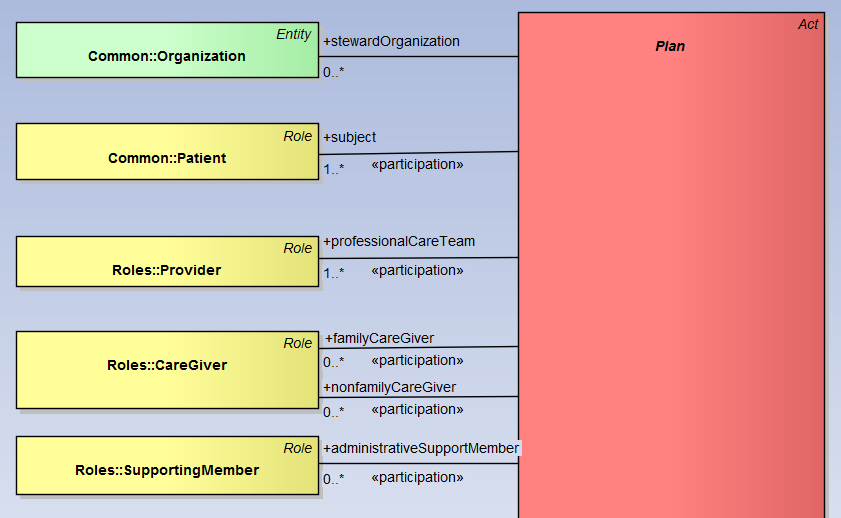 Entity
Common::Organization
+stewardOrganization
0..*
Act
Plan
Role
Common::Patient
+subject
1..*
«participation»
Role
Roles::Provider
+professionalCareTeam
1..*
«participation»
Role
Roles::CareGiver
+familyCareGiver
0..*
«participation»
+nonfamilyCareGiver
0..*
«participation»
Role
Roles::SupportingMember
+administrativeSupportMember
0..*
«participation»